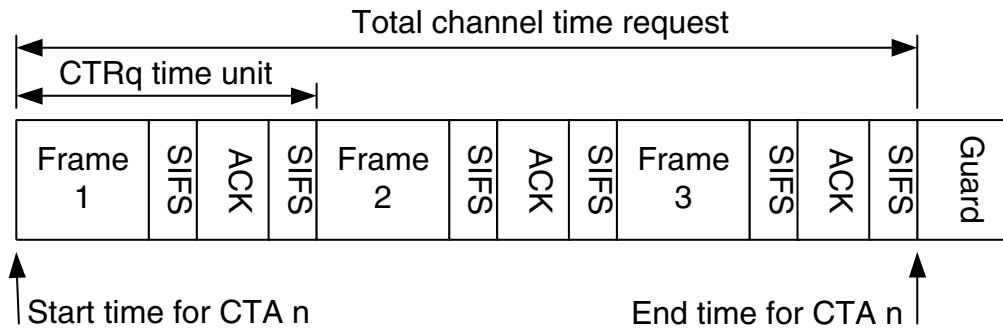 Total channel time request
CTRq time unit
Frame
1
SIFS
ACK
SIFS
Frame
2
SIFS
ACK
SIFS
Frame
3
SIFS
ACK
SIFS
Guard
Start time for CTA n
End time for CTA n